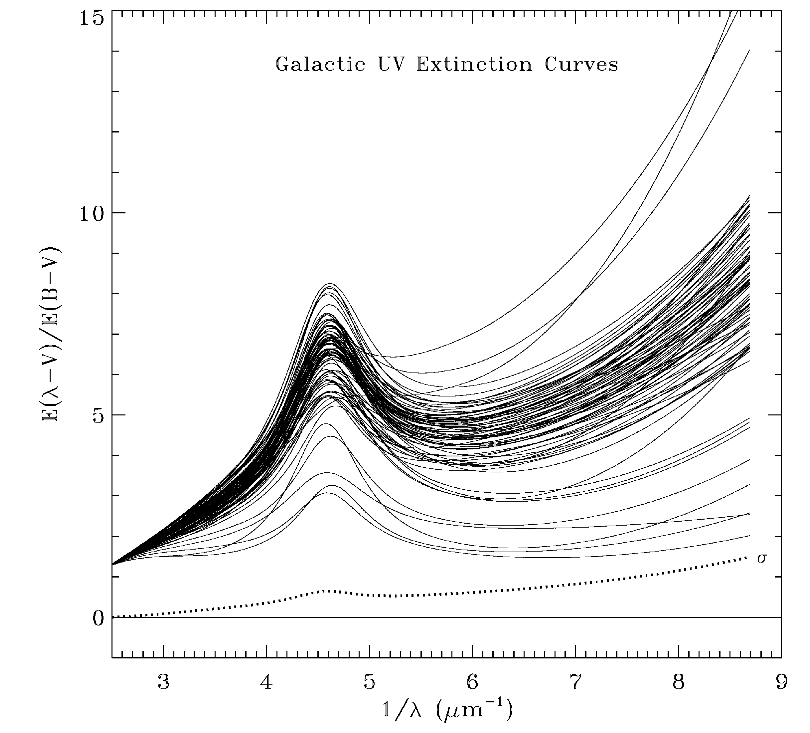 Galactic UV Extinction Curves
E(λ−V)/E(B−V)
15
10
5
0
σ
3 4 5 6 7 8 9
1/λ (μm⁻¹)